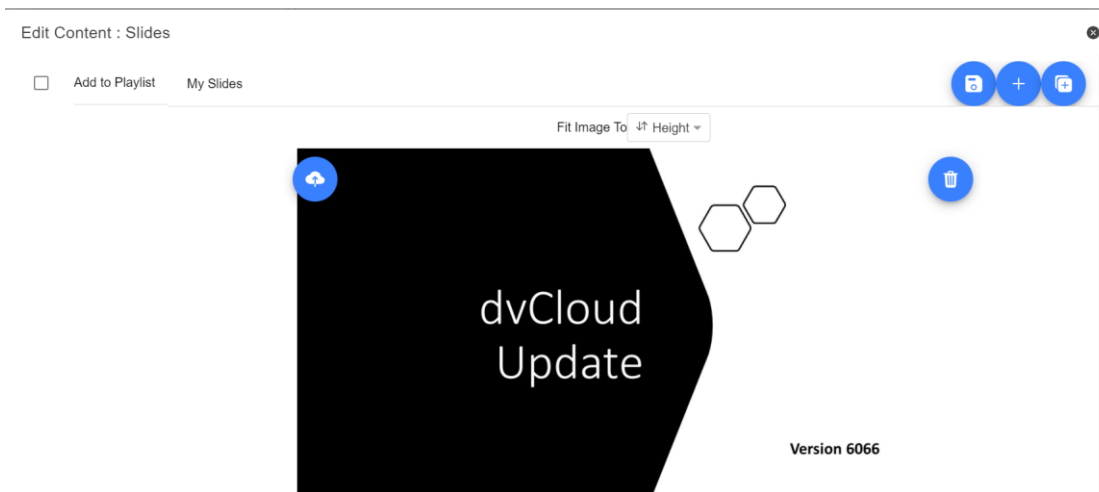 Edit Content : Slides
Add to Playlist
My Slides
Fit Image To
Height
dvCloud
Update
Version 6066